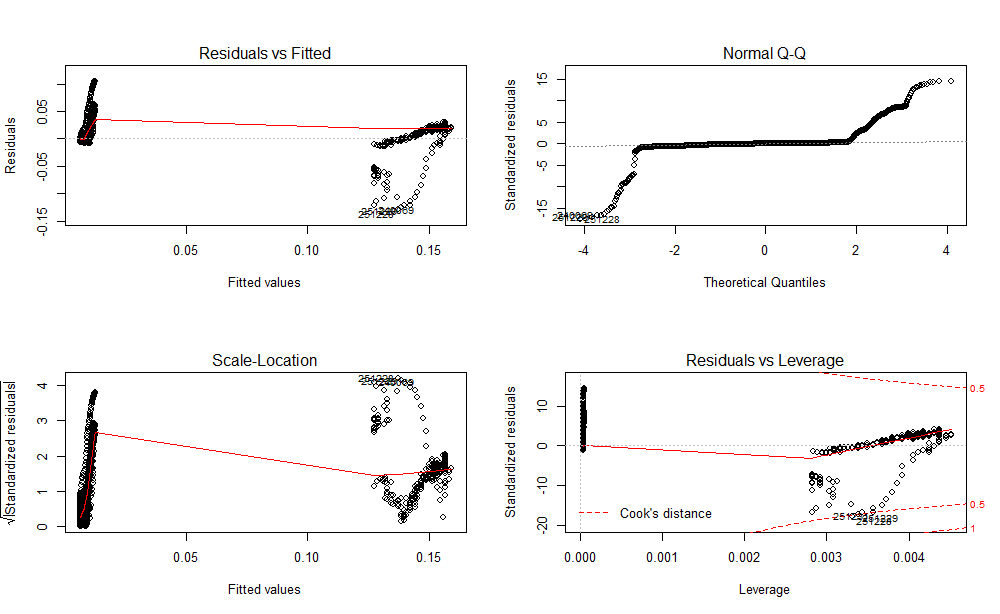 Residuals vs Fitted
Residuals
-0.15
-0.05
0.05
0.05
0.10
0.15
Fitted values
Normal Q-Q
Standardized residuals
-15
-5
5
15
251228
-4
-2
0
2
4
Theoretical Quantiles
Scale-Location
√|Standardized residuals|
0
1
2
3
4
0.05
0.10
0.15
Fitted values
Residuals vs Leverage
Standardized residuals
-20
-10
0
10
Cook's distance
0.5
0.5
1
0.000
0.001
0.002
0.003
0.004
Leverage